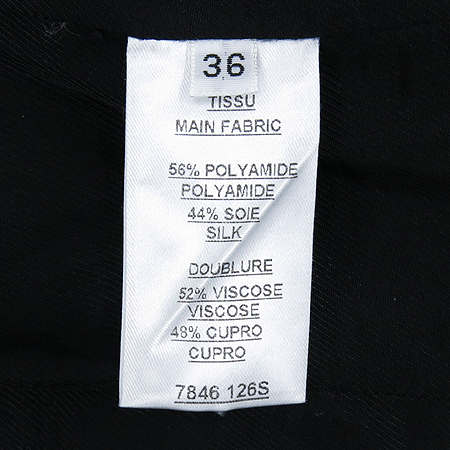 36
TISSU
MAIN FABRIC
56% POLYAMIDE
POLYAMIDE
44% SOIE
SILK
DOUBLURE
52% VISCOSE
VISCOSE
48% CUPRO
CUPRO
7846 126S